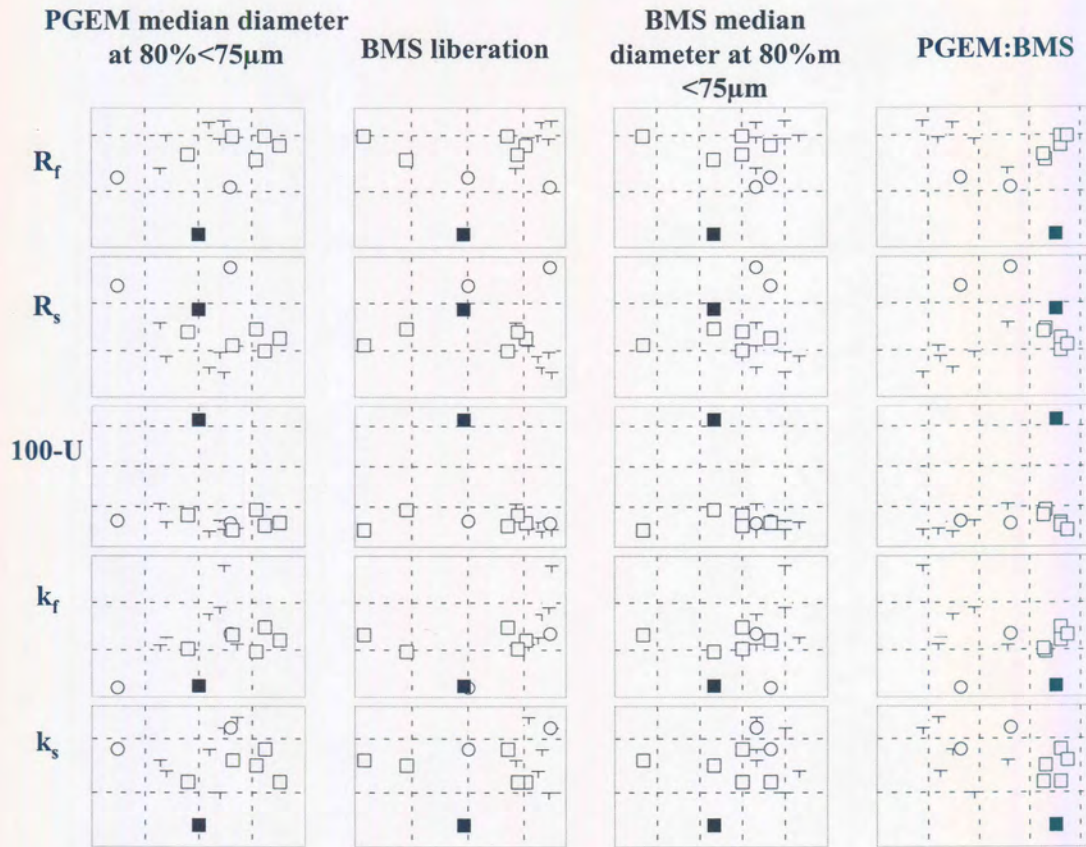 PGEM median diameter
at 80%<75µm
BMS liberation
BMS median
diameter at 80%m
<75µm
PGEM:BMS
Rf
Rs
100-U
kf
ks